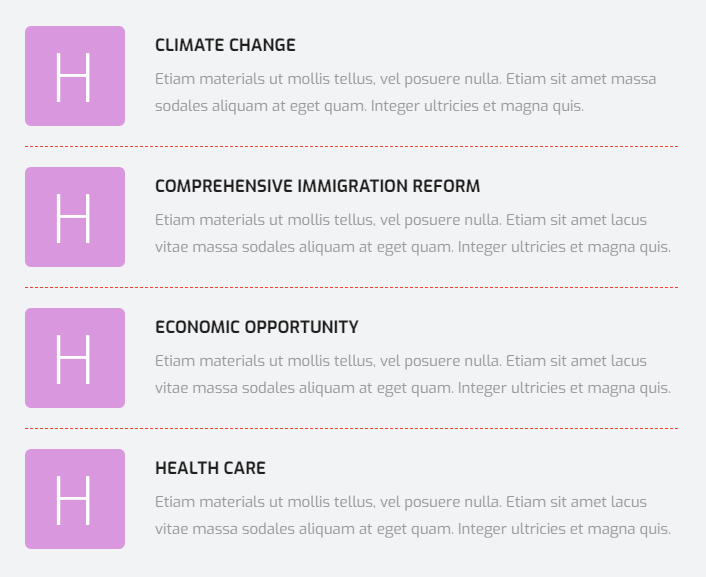 H
CLIMATE CHANGE
Etiam materials ut mollis tellus, vel posuere nulla. Etiam sit amet massa
sodales aliquam at eget quam. Integer ultricies et magna quis.
H
COMPREHENSIVE IMMIGRATION REFORM
Etiam materials ut mollis tellus, vel posuere nulla. Etiam sit amet lacus
vitae massa sodales aliquam at eget quam. Integer ultricies et magna quis.
H
ECONOMIC OPPORTUNITY
Etiam materials ut mollis tellus, vel posuere nulla. Etiam sit amet lacus
vitae massa sodales aliquam at eget quam. Integer ultricies et magna quis.
H
HEALTH CARE
Etiam materials ut mollis tellus, vel posuere nulla. Etiam sit amet lacus
vitae massa sodales aliquam at eget quam. Integer ultricies et magna quis.